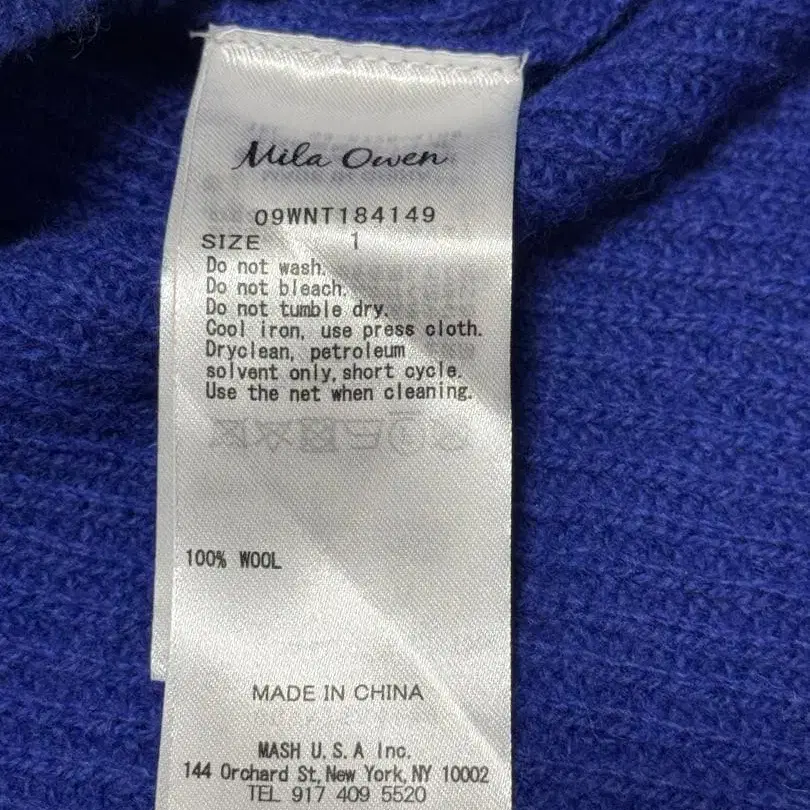 Mila Owen
09WNT184149
SIZE 1
Do not wash.
Do not bleach.
Do not tumble dry.
Cool iron, use press cloth.
Dryclean, petroleum
solvent only, short cycle.
Use the net when cleaning.
100% WOOL
MADE IN CHINA
MASH U.S.A Inc.
144 Orchard St, New York, NY 10002
TEL 917 409 5520